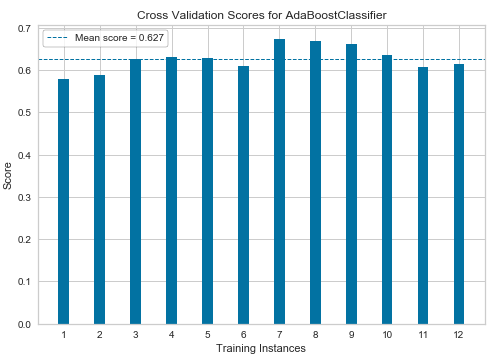 Cross Validation Scores for AdaBoostClassifier
Mean score = 0.627
0.7
0.6
0.5
0.4
0.3
0.2
0.1
0.0
Score
1 2 3 4 5 6 7 8 9 10 11 12
Training Instances